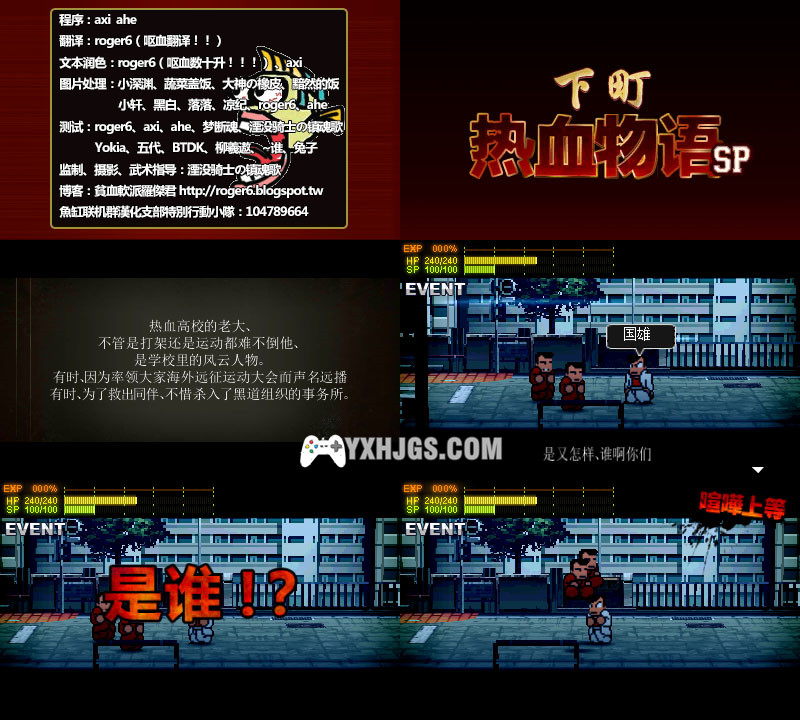 程序：axi ahe
翻译：roger6（呕血翻译！！）
文本润色：roger6（呕血数十升！！！）、axi
图片处理：小深渊、蔬菜盖饭、大神の橡皮、黯然的饭
小轩、黑白、落落、凉纪、roger6、ahe
测试：roger6、axi、ahe、梦断魂、湮没骑士の镇魂歌
Yokia、五代、BTDK、柳羲遨、一谁、兔子
监制、摄影、武术指导：湮没骑士の镇魂歌
博客：貧血軟派羅傑君 http://roger6.blogspot.tw
魚缸联机群漢化支部特別行動小隊：104789664
下町
热血物语SP
热血高校的老大、
不管是打架还是运动都难不倒他、
是学校里的风云人物。
有时、因为率领大家海外远征运动大会而声名远播
有时、为了救出同伴、不惜杀入了黑道组织的事务所。
EXP 000%
HP 240/240
SP 100/100
EVENT
国雄
是又怎样、谁啊你们
YXHJGS.COM
EXP 000%
HP 240/240
SP 100/100
EVENT
是谁！？
EXP 000%
HP 240/240
SP 100/100
EVENT
喧嘩上等